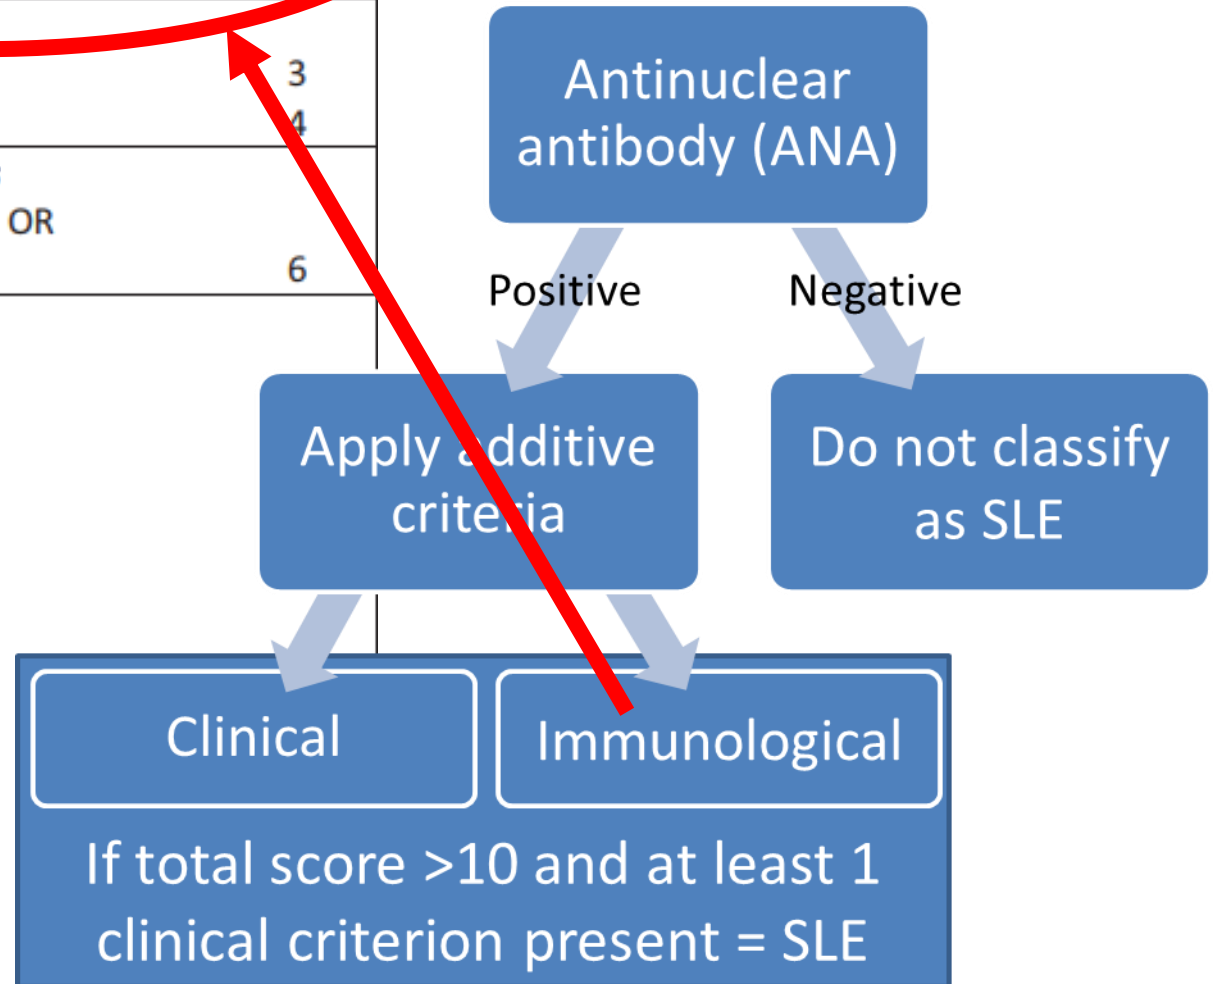 3
4
OR
6
Antinuclear
antibody (ANA)
Positive
Negative
Apply additive
criteria
Do not classify
as SLE
Clinical
Immunological
If total score >10 and at least 1
clinical criterion present = SLE